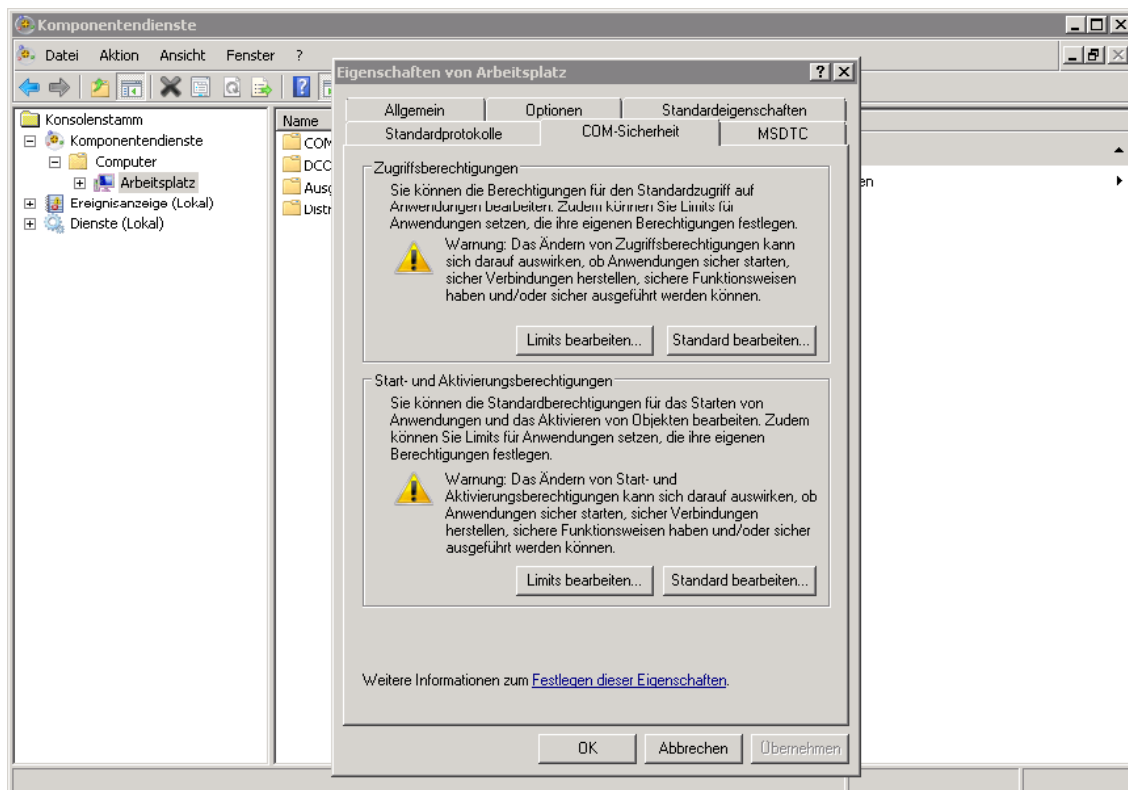 Komponentendienste
Datei Aktion Ansicht Fenster ?
Konsolenstamm
Komponentendienste
Computer
Arbeitsplatz
Ereignisanzeige (Lokal)
Dienste (Lokal)
Name
COM
Distr
en
Eigenschaften von Arbeitsplatz
Allgemein Optionen Standardeigenschaften
Standardprotokolle COM-Sicherheit MSDTC
Zugriffsberechtigungen
Sie können die Berechtigungen für den Standardzugriff auf
Anwendungen bearbeiten. Zudem können Sie Limits für
Anwendungen setzen, die ihre eigenen Berechtigungen festlegen.
Warnung: Das Ändern von Zugriffsberechtigungen kann
sich darauf auswirken, ob Anwendungen sicher starten,
sicher Verbindungen herstellen, sichere Funktionsweisen
haben und/oder sicher ausgeführt werden können.
Limits bearbeiten... Standard bearbeiten...
Start- und Aktivierungsberechtigungen
Sie können die Standardberechtigungen für das Starten von
Anwendungen und das Aktivieren von Objekten bearbeiten. Zudem
können Sie Limits für Anwendungen setzen, die ihre eigenen
Berechtigungen festlegen.
Warnung: Das Ändern von Start- und
Aktivierungsberechtigungen kann sich darauf auswirken, ob
Anwendungen sicher starten, sicher Verbindungen
herstellen, sichere Funktionsweisen haben und/oder sicher
ausgeführt werden können.
Limits bearbeiten... Standard bearbeiten...
Weitere Informationen zum Festlegen dieser Eigenschaften.
OK Abbrechen Übernehmen